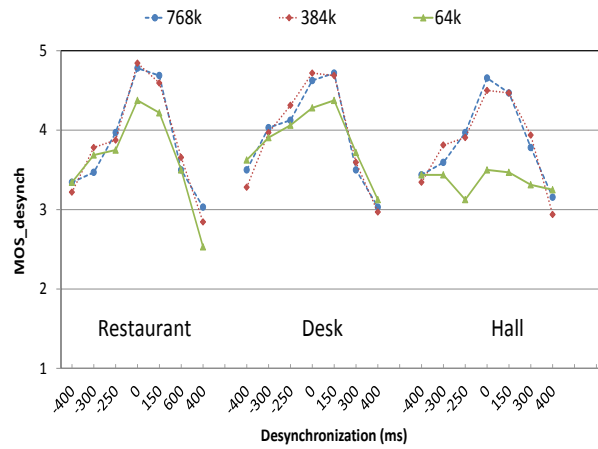 768k 384k 64k
5
4
3
2
1
MOS_desynch
Restaurant Desk Hall
-400 -300 -250 0 150 600 400 -400 -300 -250 0 150 300 400 -400 -300 -250 0 150 300 400
Desynchronization (ms)